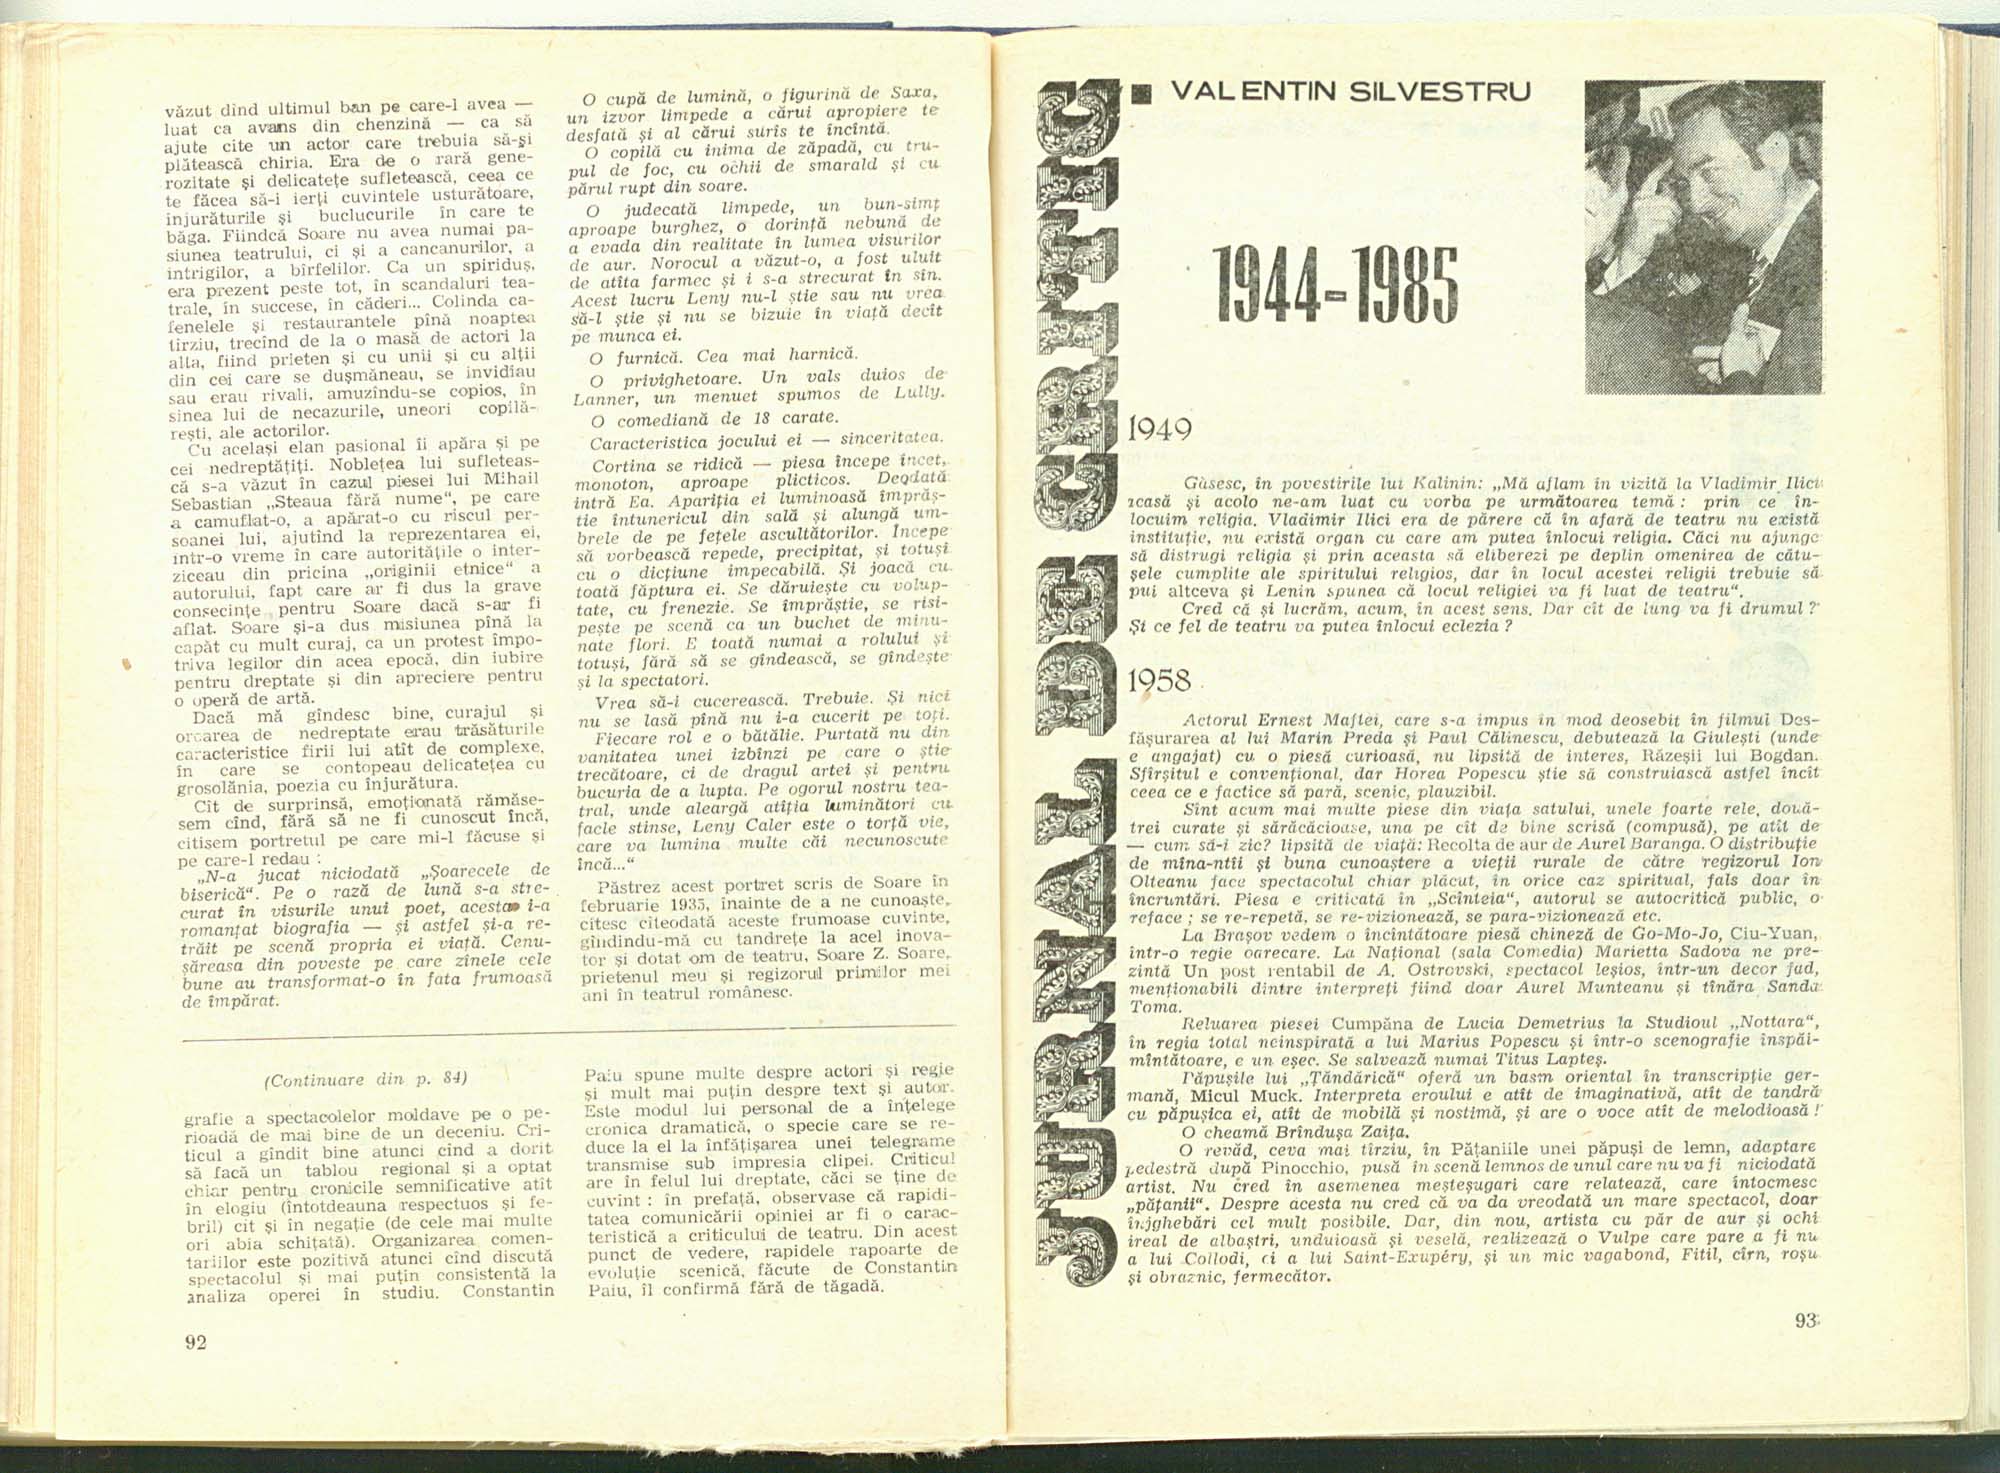 văzut dînd ultimul ban pe care-l avea —
luat ca avans din chenzină — ca să
ajute cite un actor care trebuia să-și
plătească chiria. Era de o rară gene-
rozitate și delicatețe sufletească, ceea ce
te făcea să-i ierți cuvintele usturătoare,
injurăturile și buclucurile în care te
băga. Fiindcă Soare nu avea numai pa-
siunea teatrului, ci și a cancanurilor, a
intrigilor, a bîrfelilor. Ca un spiriduș,
era prezent peste tot, în scandaluri tea-
trale, în succese, în căderi... Colinda ca-
fenelele și restaurantele pînă noaptea
tîrziu, trecînd de la o masă de actori la
alta, fiind prieten și cu unii și cu alții
din cei care se dușmăneau, se invidiau
sau erau rivali, amuzîndu-se copios, în
sinea lui de necazurile, uneori copilă-
rești, ale actorilor.
Cu același elan pasional îi apăra și pe
cei nedreptățiți. Noblețea lui sufleteas-
că s-a văzut în cazul piesei lui Mihail
Sebastian „Steaua fără nume“, pe care
a camuflat-o, a apărat-o cu riscul per-
soanei lui, ajutînd la reprezentarea ei,
într-o vreme în care autoritățile o inter-
ziceau din pricina „originii etnice“ a
autorului, fapt care ar fi dus la grave
consecințe pentru Soare dacă s-ar fi
aflat. Soare și-a dus misiunea pînă la
capăt cu mult curaj, ca un protest împo-
triva legilor din acea epocă, din iubire
pentru dreptate și din apreciere pentru
o operă de artă.
Dacă mă gîndesc bine, curajul și
oroarea de nedreptate erau trăsăturile
caracteristice firii lui atît de complexe,
în care se contopeau delicatețea cu
grosolănia, poezia cu înjurătura.
Cît de surprinsă, emoționată rămăse-
sem cînd, fără să ne fi cunoscut încă,
citisem portretul pe care mi-l făcuse și
pe care-l redau :
„N-a jucat niciodată „Șoarecele de
biserică“. Pe o rază de lună s-a stre-
curat în visurile unui poet, acesta i-a
romanțat biografia — și astfel și-a re-
trăit pe scenă propria ei viață. Cenu-
șăreasa din poveste pe care zînele cele
bune au transformat-o în fata frumoasă
de împărat.
O cupă de lumină, o figurină de Saxa,
un izvor limpede a cărui apropiere te
desfată și al cărui surîs te încîntă.
O copilă cu inima de zăpadă, cu tru-
pul de foc, cu ochii de smarald și cu
părul rupt din soare.
O judecată limpede, un bun-simț
aproape burghez, o dorință nebună de
a evada din realitate în lumea visurilor
de aur. Norocul a văzut-o, a fost uluit
de atîta farmec și i s-a strecurat în sîn.
Acest lucru Leny nu-l știe sau nu vrea
să-l știe și nu se bizuie în viață decît
pe munca ei.
O furnică. Cea mai harnică.
O privighetoare. Un vals duios de
Lanner, un menuet spumos de Lully.
O comediană de 18 carate.
Caracteristica jocului ei — sinceritatea.
Cortina se ridică — piesa începe încet,
monoton, aproape plicticos. Deodată
intră Ea. Apariția ei luminoasă împrăș-
tie întunericul din sală și alungă um-
brele de pe fețele ascultătorilor. Începe
să vorbească repede, precipitat, și totuși
cu o dicțiune impecabilă. Și joacă cu
toată făptura ei. Se dăruiește cu volup-
tate, cu frenezie. Se împrăștie, se risi-
pește pe scenă ca un buchet de minu-
nate flori. E toată numai a rolului și
totuși, fără să se gîndească, se gîndește
și la spectatori.
Vrea să-i cucerească. Trebuie. Și nici
nu se lasă pînă nu i-a cucerit pe toți.
Fiecare rol e o bătălie. Purtată nu din
vanitatea unei izbînzi pe care o știe
trecătoare, ci de dragul artei și pentru
bucuria de a lupta. Pe ogorul nostru tea-
tral, unde aleargă atîția luminători cu
facle stinse, Leny Caler este o torță vie,
care va lumina multe căi necunoscute
încă...“
Păstrez acest portret scris de Soare în
februarie 1935, înainte de a ne cunoaște,
citesc cîteodată aceste frumoase cuvinte,
gîndindu-mă cu tandrețe la acel inova-
tor și dotat om de teatru, Soare Z. Soare,
prietenul meu și regizorul primilor mei
ani în teatrul românesc.
(Continuare din p. 84)
grafie a spectacolelor moldave pe o pe-
rioadă de mai bine de un deceniu. Cri-
ticul a gîndit bine atunci cînd a dorit
să facă un tablou regional și a optat
chiar pentru cronicile semnificative atît
în elogiu (întotdeauna respectuos și fe-
bril) cît și în negație (de cele mai multe
ori abia schițată). Organizarea comen-
tariilor este pozitivă atunci cînd discută
spectacolul și mai puțin consistentă la
analiza operei în studiu. Constantin
Paiu spune multe despre actori și regie
și mult mai puțin despre text și autor.
Este modul lui personal de a înțelege
cronica dramatică, o specie care se re-
duce la el la înfățișarea unei telegrame
transmise sub impresia clipei. Criticul
are în felul lui dreptate, căci se ține de
cuvînt : în prefață, observase că rapidi-
tatea comunicării opiniei ar fi o carac-
teristică a criticului de teatru. Din acest
punct de vedere, rapidele rapoarte de
evoluție scenică, făcute de Constantin
Paiu, îl confirmă fără de tăgadă.
92
JURNAL DE CRITIC
VALENTIN SILVESTRU
1944-1985
1949
Găsesc, în povestirile lui Kalinin: „Mă aflam în vizită la Vladimir Ilici
acasă și acolo ne-am luat cu vorba pe următoarea temă : prin ce în-
locuim religia. Vladimir Ilici era de părere că în afară de teatru nu există
instituție, nu există organ cu care am putea înlocui religia. Căci nu ajunge
să distrugi religia și prin aceasta să eliberezi pe deplin omenirea de cătu-
șele cumplite ale spiritului religios, dar în locul acestei religii trebuie să
pui altceva și Lenin spunea că locul religiei va fi luat de teatru“.
Cred că și lucrăm, acum, în acest sens. Dar cît de lung va fi drumul ?
Și ce fel de teatru va putea înlocui eclezia ?
1958
Actorul Ernest Maftei, care s-a impus în mod deosebit în filmul Des-
fășurarea al lui Marin Preda și Paul Călinescu, debutează la Giulești (unde
e angajat) cu o piesă curioasă, nu lipsită de interes, Răzeșii lui Bogdan.
Sfîrșitul e convențional, dar Horea Popescu știe să construiască astfel încît
ceea ce e factice să pară, scenic, plauzibil.
Sînt acum mai multe piese din viața satului, unele foarte rele, două-
trei curate și sărăcăcioase, una pe cît de bine scrisă (compusă), pe atît de
— cum să-i zic? lipsită de viață: Recolta de aur de Aurel Baranga. O distribuție
de mîna-ntîi și buna cunoaștere a vieții rurale de către regizorul Ion
Olteanu face spectacolul chiar plăcut, în orice caz spiritual, fals doar în
încruntări. Piesa e criticată în „Scînteia“, autorul se autocritică public, o
reface ; se re-repetă, se re-vizionează, se para-vizionează etc.
La Brașov vedem o încîntătoare piesă chineză de Go-Mo-Jo, Ciu-Yuan,
într-o regie oarecare. La Național (sala Comedia) Marietta Sadova ne pre-
zintă Un post rentabil de A. Ostrovski, spectacol leșios, într-un decor fad,
menționabili dintre interpreți fiind doar Aurel Munteanu și tînăra Sanda
Toma.
Reluarea piesei Cumpăna de Lucia Demetrius la Studioul „Nottara“,
în regia total neinspirată a lui Marius Popescu și într-o scenografie înspăi-
mîntătoare, e un eșec. Se salvează numai Titus Lapteș.
Păpușile lui „Țăndărică“ oferă un basm oriental în transcripție ger-
mană, Micul Muck. Interpreta eroului e atît de imaginativă, atît de tandră
cu păpușica ei, atît de mobilă și nostimă, și are o voce atît de melodioasă !
O cheamă Brîndușa Zaița.
O revăd, ceva mai tîrziu, în Pățaniile unei păpuși de lemn, adaptare
pedestră după Pinocchio, pusă în scenă lemnos de unul care nu va fi niciodată
artist. Nu cred în asemenea meșteșugari care relatează, care întocmesc
„pățanii“. Despre acesta nu cred că va da vreodată un mare spectacol, doar
înjghebări cel mult posibile. Dar, din nou, artista cu păr de aur și ochi
ireal de albaștri, unduioasă și veselă, realizează o Vulpe care pare a fi nu
a lui Collodi, ci a lui Saint-Exupéry, și un mic vagabond, Fitil, cîrn, roșu
și obraznic, fermecător.
93